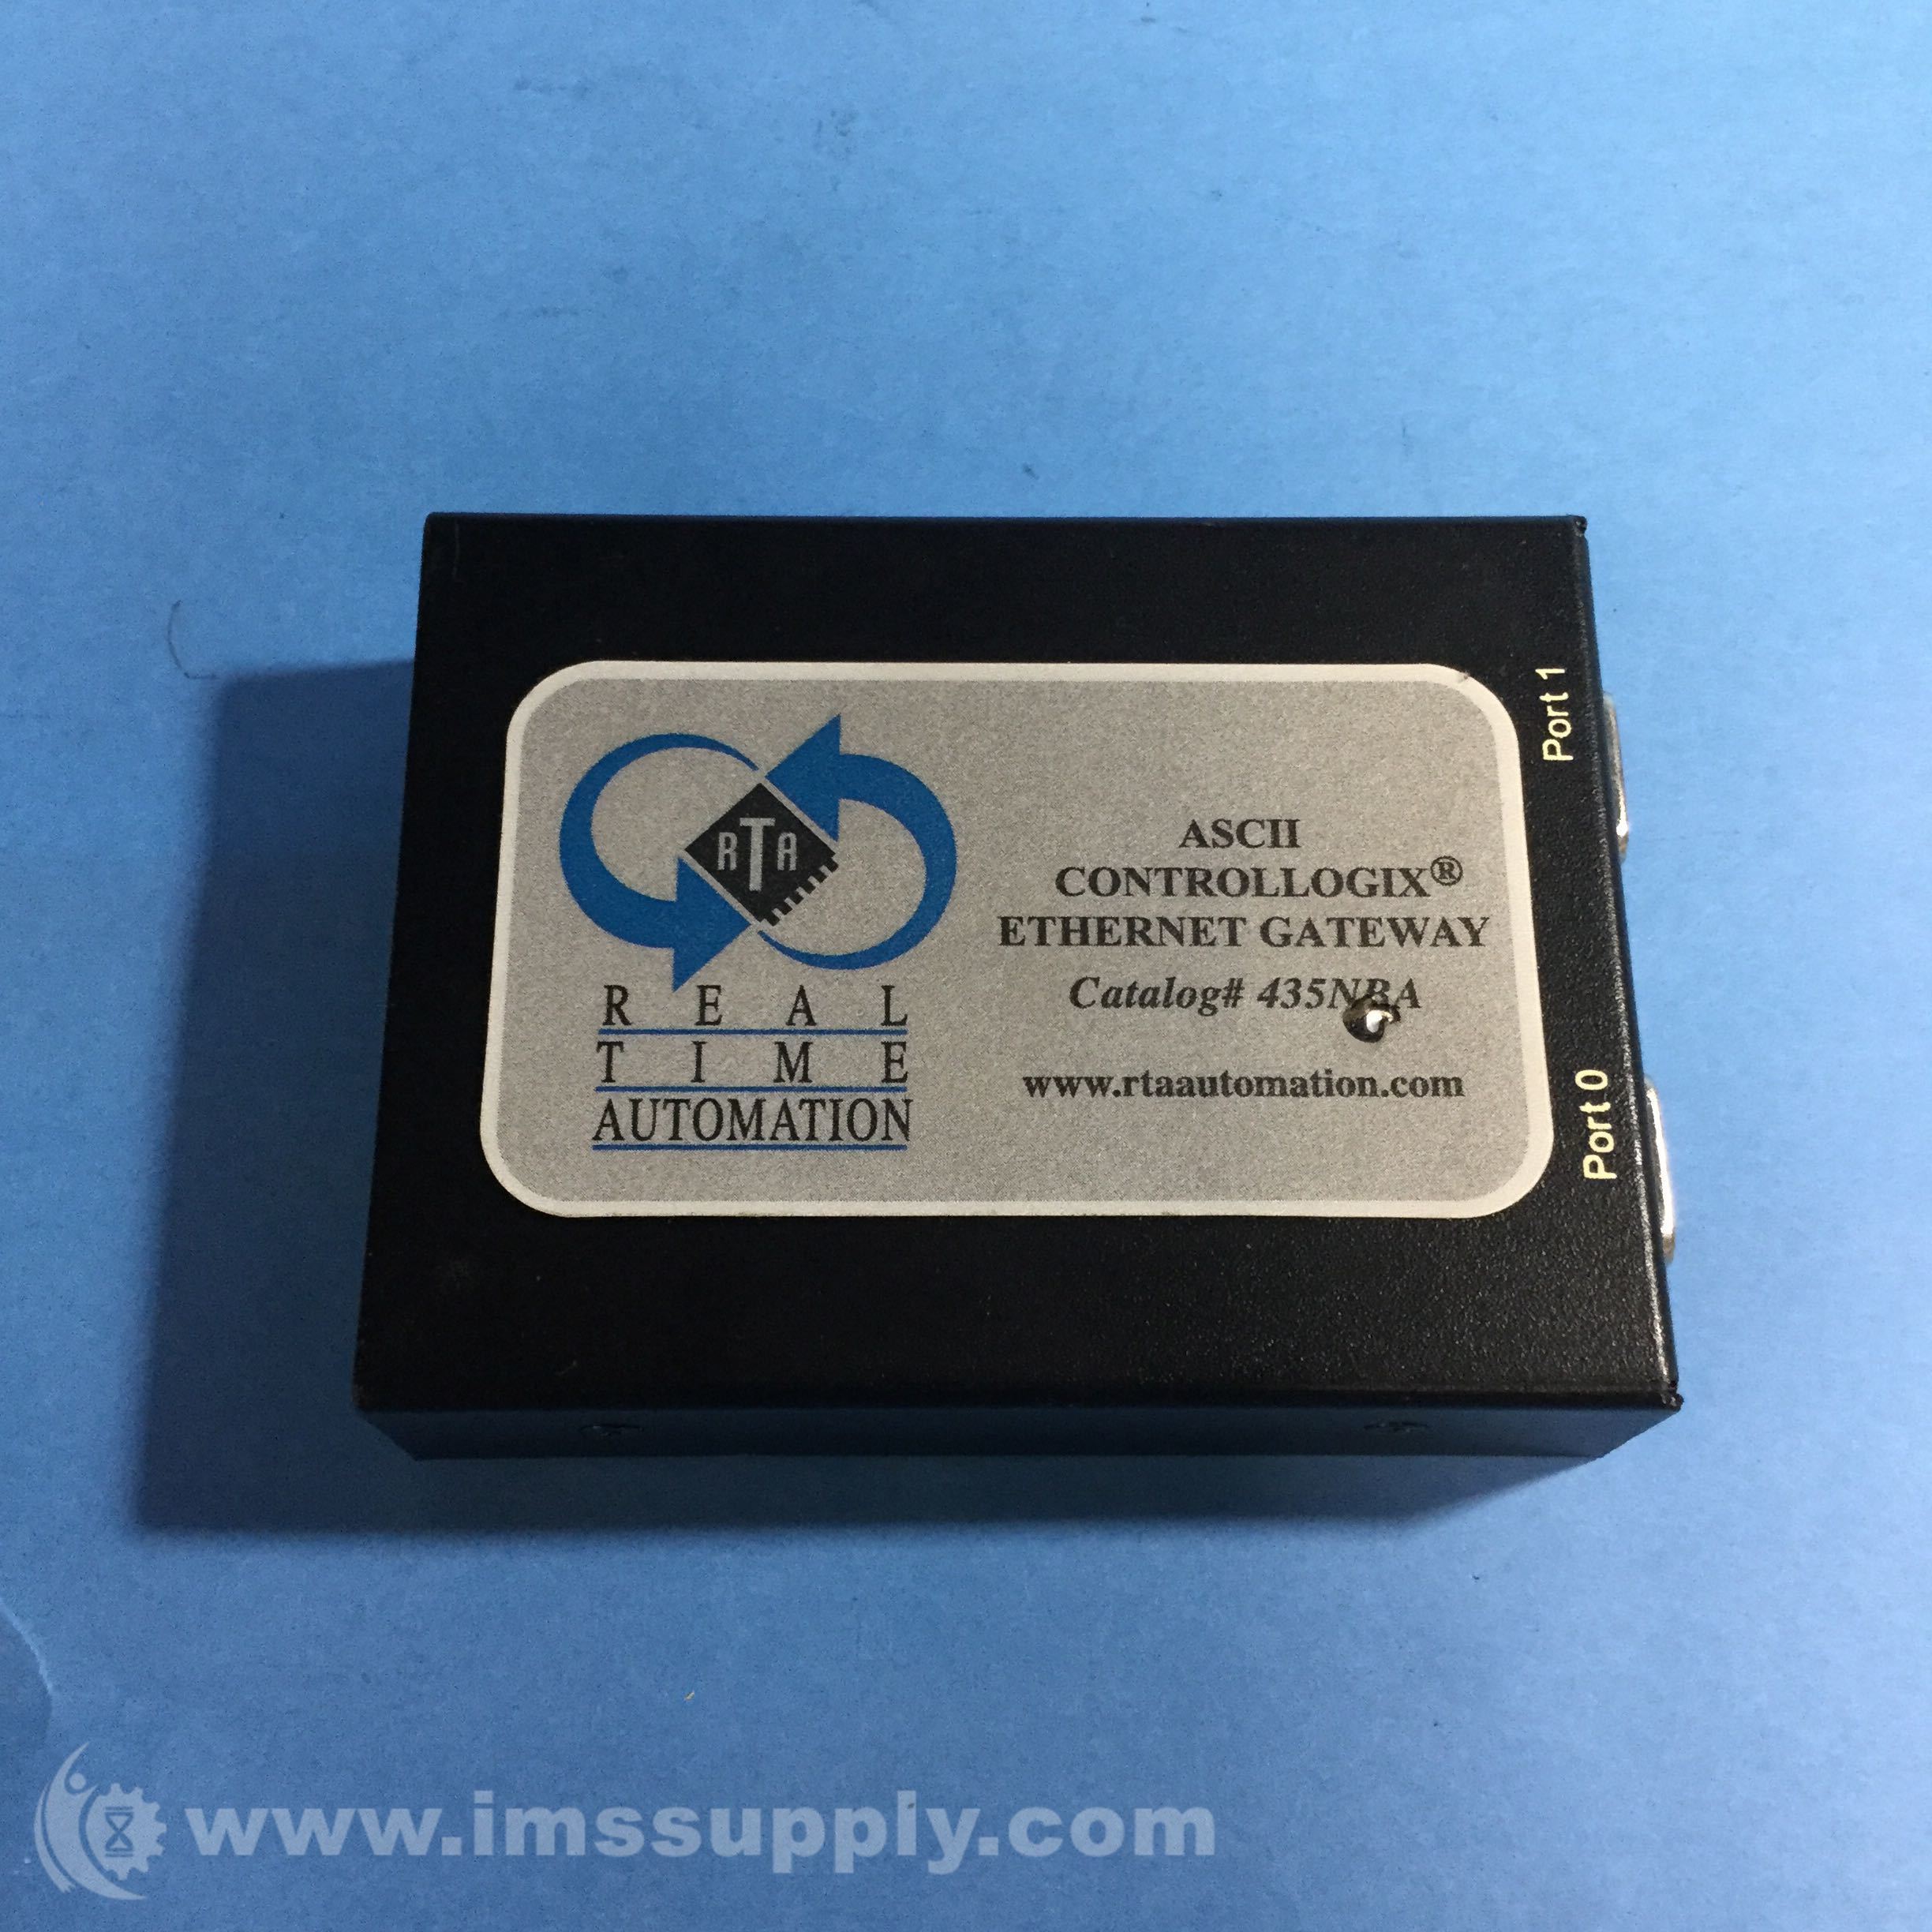 RTA
REAL
TIME
AUTOMATION
ASCII
CONTROLLOGIX®
ETHERNET GATEWAY
Catalog# 435NBA
www.rtaautomation.com
Port 1
Port 0
www.imssupply.com